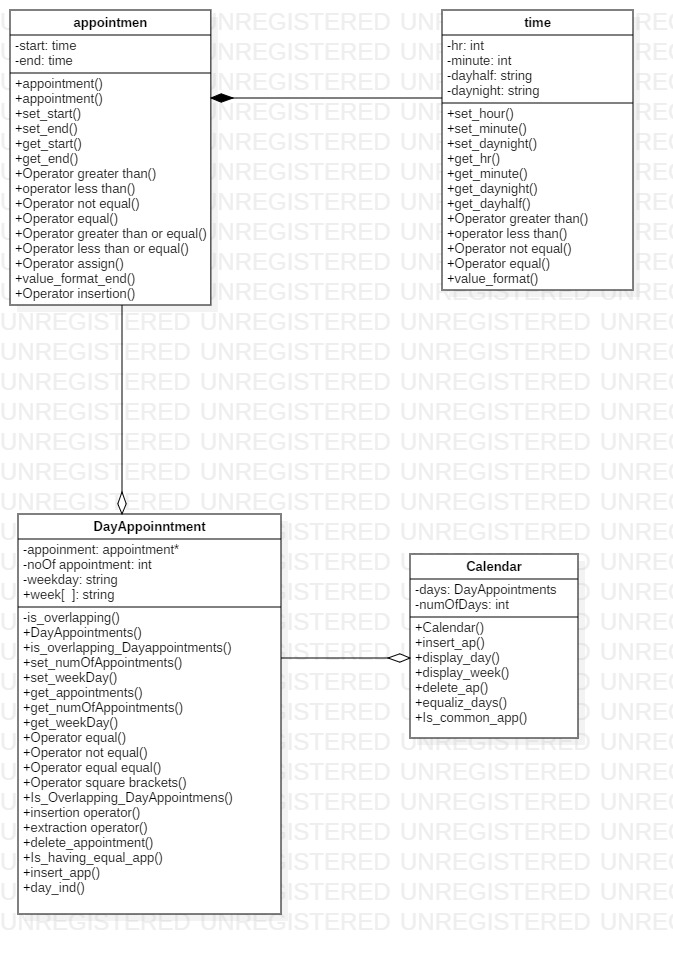 appointmen
-start: time
-end: time
+appointment()
+appointment()
+set_start()
+set_end()
+get_start()
+get_end()
+Operator greater than()
+operator less than()
+Operator not equal()
+Operator equal()
+Operator greater than or equal()
+Operator less than or equal()
+Operator assign()
+value_format_end()
+Operator insertion()
time
-hr: int
-minute: int
-dayhalf: string
-daynight: string
+set_hour()
+set_minute()
+set_daynight()
+get_hr()
+get_minute()
+get_daynight()
+get_dayhalf()
+Operator greater than()
+operator less than()
+Operator not equal()
+Operator equal()
+value_format()
DayAppoinntment
-appoinment: appointment*
-noOf appointment: int
-weekday: string
+week[  ]: string
-is_overlapping()
+DayAppointments()
+is_overlapping_Dayappointments()
+set_numOfAppointments()
+set_weekDay()
+get_appointments()
+get_numOfAppointments()
+get_weekDay()
+Operator equal()
+Operator not equal()
+Operator equal equal()
+Operator square brackets()
+Is_Overlapping_DayAppointmens()
+insertion operator()
+extraction operator()
+delete_appointment()
+Is_having_equal_app()
+insert_app()
+day_ind()
Calendar
-days: DayAppointments
-numOfDays: int
+Calendar()
+insert_ap()
+display_day()
+display_week()
+delete_ap()
+equaliz_days()
+Is_common_app()
UNREGISTERED